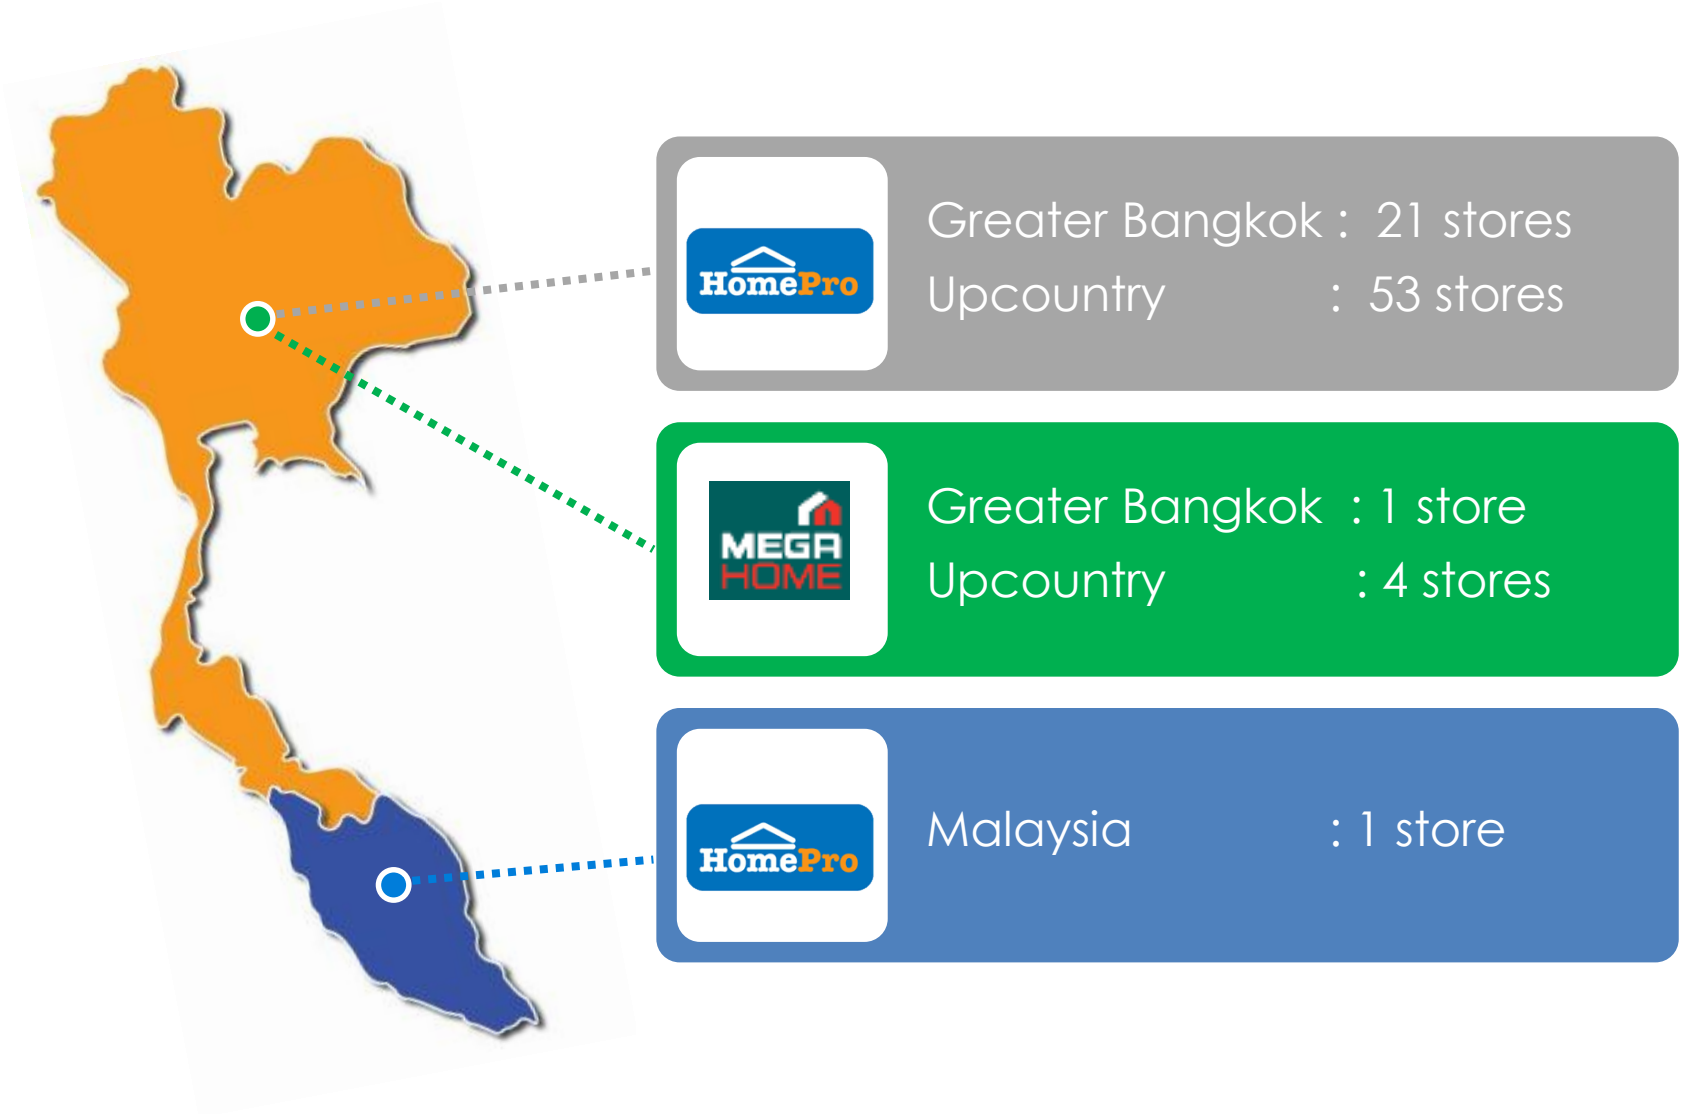 HomePro
Greater Bangkok : 21 stores
Upcountry : 53 stores
MEGA
HOME
Greater Bangkok : 1 store
Upcountry : 4 stores
HomePro
Malaysia : 1 store